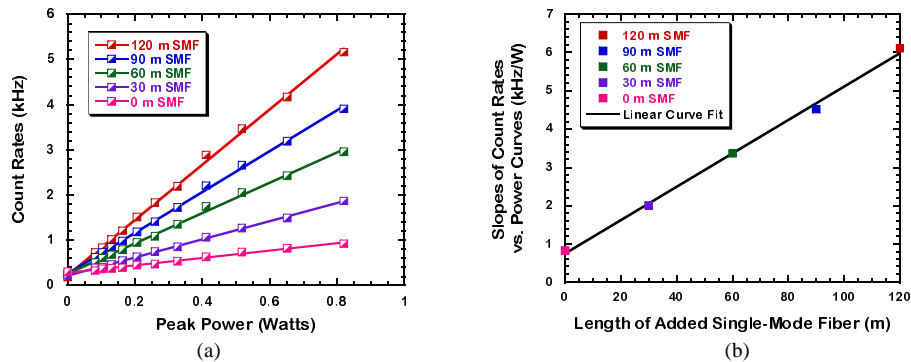 6
5
4
3
2
1
0
Count Rates (kHz)
120 m SMF
90 m SMF
60 m SMF
30 m SMF
0 m SMF
0
0.2
0.4
0.6
0.8
1
Peak Power (Watts)
(a)
7
6
5
4
3
2
1
0
Slopes of Count Rates
vs. Power Curves (kHz/W)
120 m SMF
90 m SMF
60 m SMF
30 m SMF
0 m SMF
Linear Curve Fit
0
20
40
60
80
100
120
Length of Added Single-Mode Fiber (m)
(b)